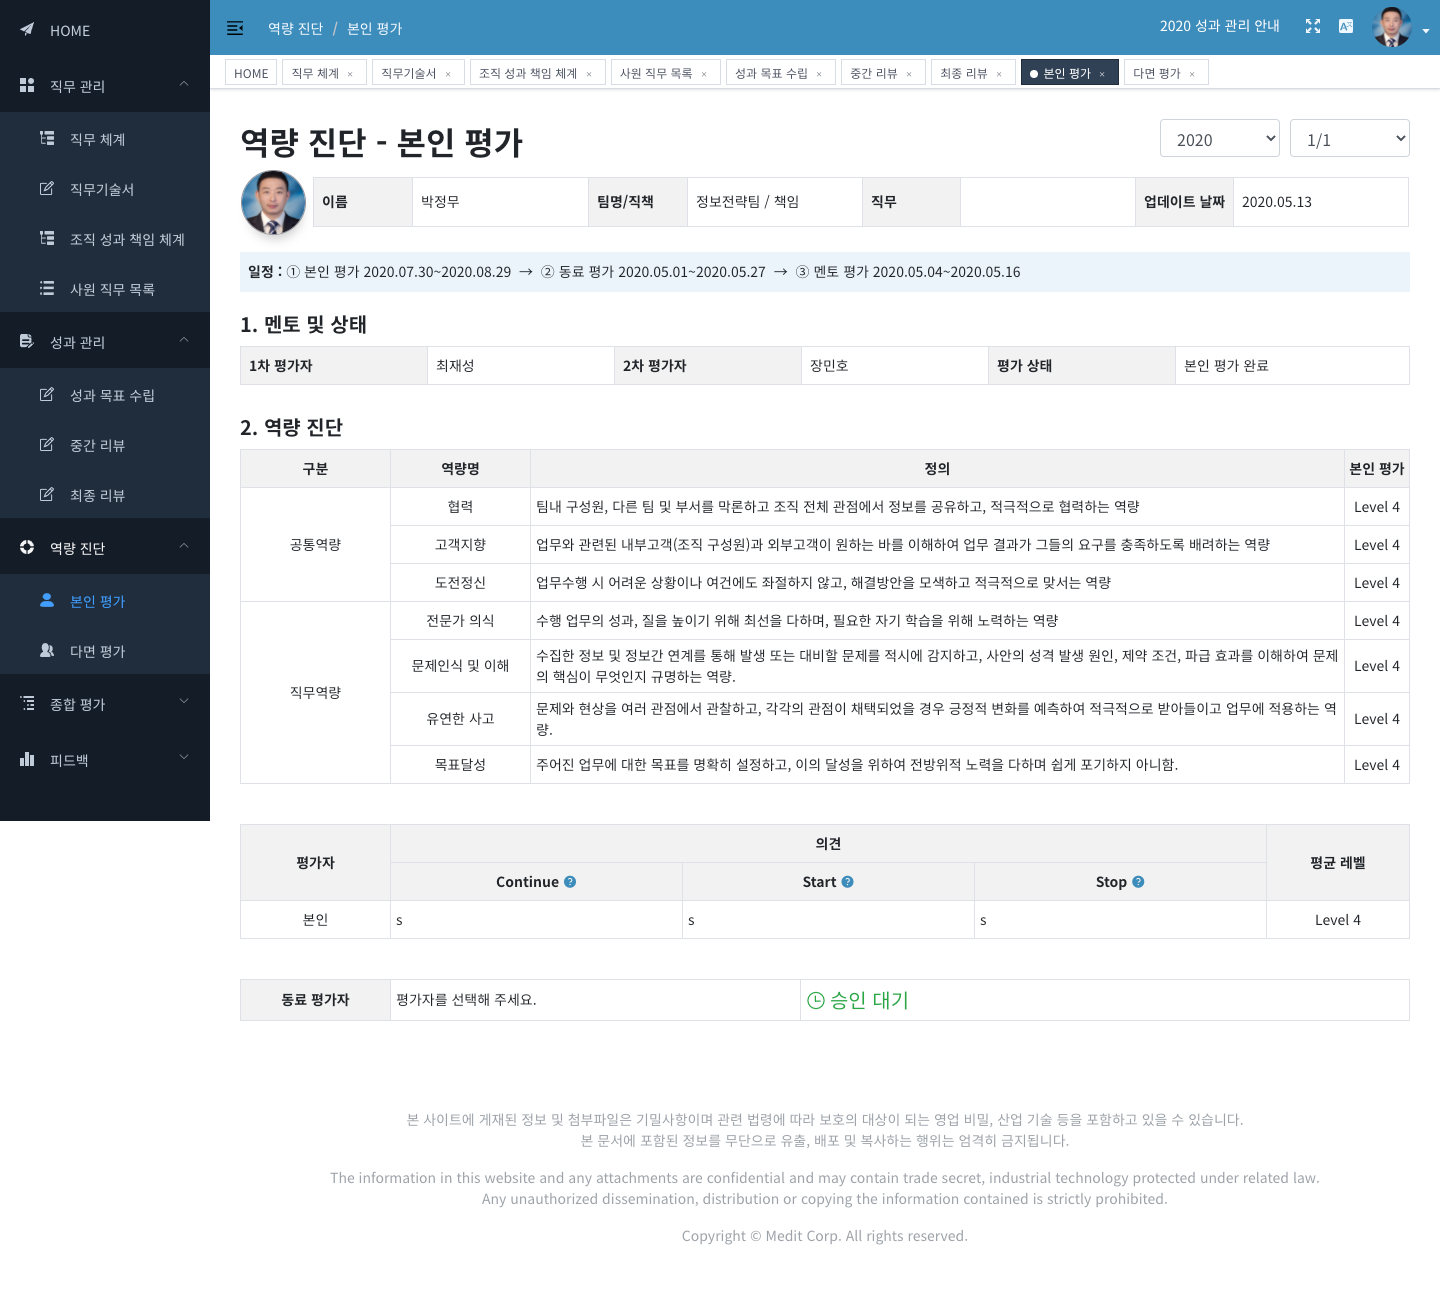 HOME
직무 관리
직무 체계
직무기술서
조직 성과 책임 체계
사원 직무 목록
성과 관리
성과 목표 수립
중간 리뷰
최종 리뷰
역량 진단
본인 평가
다면 평가
종합 평가
피드백
역량 진단 / 본인 평가
2020 성과 관리 안내
HOME 직무 체계 × 직무기술서 × 조직 성과 책임 체계 × 사원 직무 목록 × 성과 목표 수립 × 중간 리뷰 × 최종 리뷰 × 본인 평가 × 다면 평가 ×
역량 진단 - 본인 평가
2020 1/1
이름 박정무 팀명/직책 정보전략팀 / 책임 직무 업데이트 날짜 2020.05.13
일정 : ① 본인 평가 2020.07.30~2020.08.29 → ② 동료 평가 2020.05.01~2020.05.27 → ③ 멘토 평가 2020.05.04~2020.05.16
1. 멘토 및 상태
1차 평가자 최재성 2차 평가자 장민호 평가 상태 본인 평가 완료
2. 역량 진단
구분 역량명 정의 본인 평가
공통역량
협력 팀내 구성원, 다른 팀 및 부서를 막론하고 조직 전체 관점에서 정보를 공유하고, 적극적으로 협력하는 역량 Level 4
고객지향 업무와 관련된 내부고객(조직 구성원)과 외부고객이 원하는 바를 이해하여 업무 결과가 그들의 요구를 충족하도록 배려하는 역량 Level 4
도전정신 업무수행 시 어려운 상황이나 여건에도 좌절하지 않고, 해결방안을 모색하고 적극적으로 맞서는 역량 Level 4
직무역량
전문가 의식 수행 업무의 성과, 질을 높이기 위해 최선을 다하며, 필요한 자기 학습을 위해 노력하는 역량 Level 4
문제인식 및 이해 수집한 정보 및 정보간 연계를 통해 발생 또는 대비할 문제를 적시에 감지하고, 사안의 성격 발생 원인, 제약 조건, 파급 효과를 이해하여 문제
의 핵심이 무엇인지 규명하는 역량. Level 4
유연한 사고 문제와 현상을 여러 관점에서 관찰하고, 각각의 관점이 채택되었을 경우 긍정적 변화를 예측하여 적극적으로 받아들이고 업무에 적용하는 역
량. Level 4
목표달성 주어진 업무에 대한 목표를 명확히 설정하고, 이의 달성을 위하여 전방위적 노력을 다하며 쉽게 포기하지 아니함. Level 4
평가자 의견 평균 레벨
Continue ? Start ? Stop ?
본인 s s s Level 4
동료 평가자 평가자를 선택해 주세요. 승인 대기
본 사이트에 게재된 정보 및 첨부파일은 기밀사항이며 관련 법령에 따라 보호의 대상이 되는 영업 비밀, 산업 기술 등을 포함하고 있을 수 있습니다.
본 문서에 포함된 정보를 무단으로 유출, 배포 및 복사하는 행위는 엄격히 금지됩니다.
The information in this website and any attachments are confidential and may contain trade secret, industrial technology protected under related law.
Any unauthorized dissemination, distribution or copying the information contained is strictly prohibited.
Copyright © Medit Corp. All rights reserved.